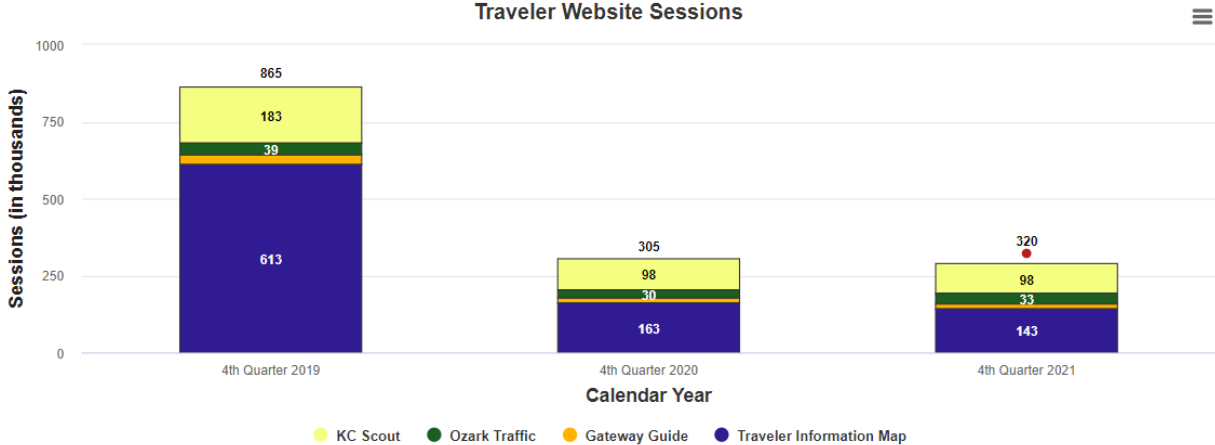 Traveler Website Sessions
1000
750
500
250
0
Sessions (in thousands)
865
183
39
613
305
98
30
163
320
98
33
143
4th Quarter 2019
4th Quarter 2020
4th Quarter 2021
Calendar Year
KC Scout
Ozark Traffic
Gateway Guide
Traveler Information Map